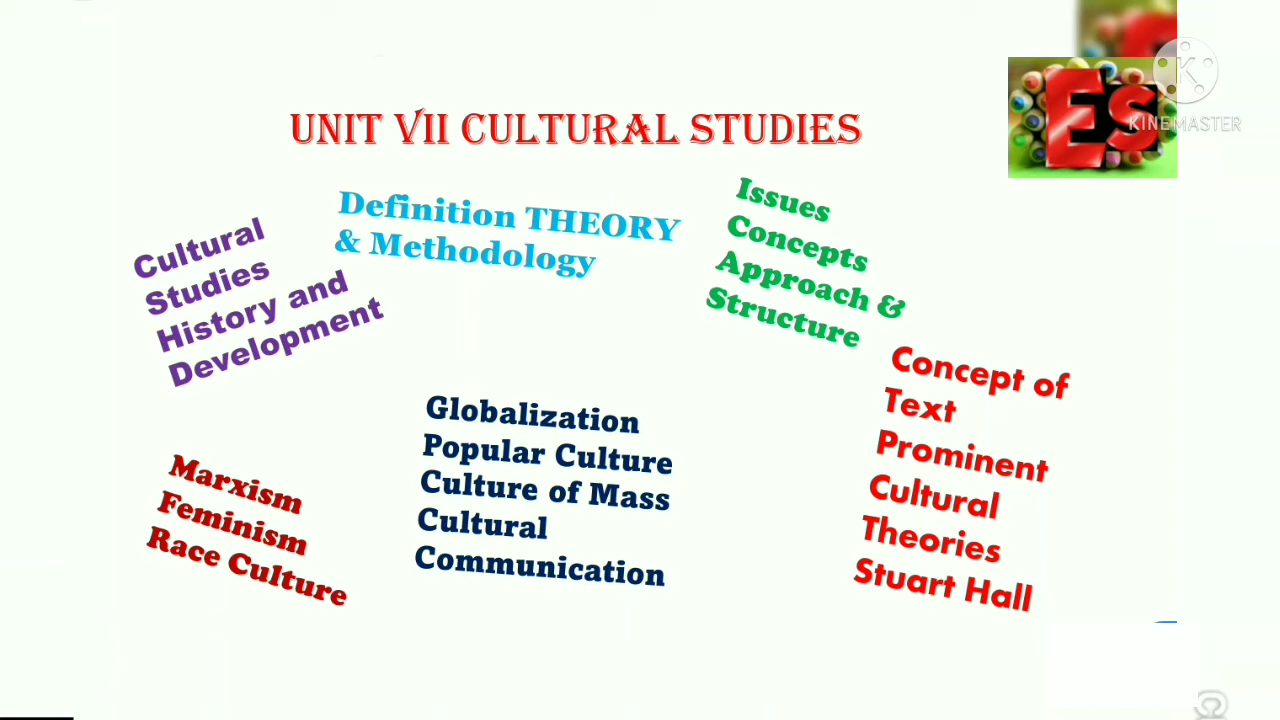 UNIT VII CULTURAL STUDIES
Es
KINEMASTER
Cultural
Studies
History and
Development
Definition THEORY
& Methodology
Issues
Concepts
Approach &
Structure
Concept of
Text
Prominent
Cultural
Theories
Stuart Hall
Globalization
Popular Culture
Culture of Mass
Cultural
Communication
Marxism
Feminism
Race Culture